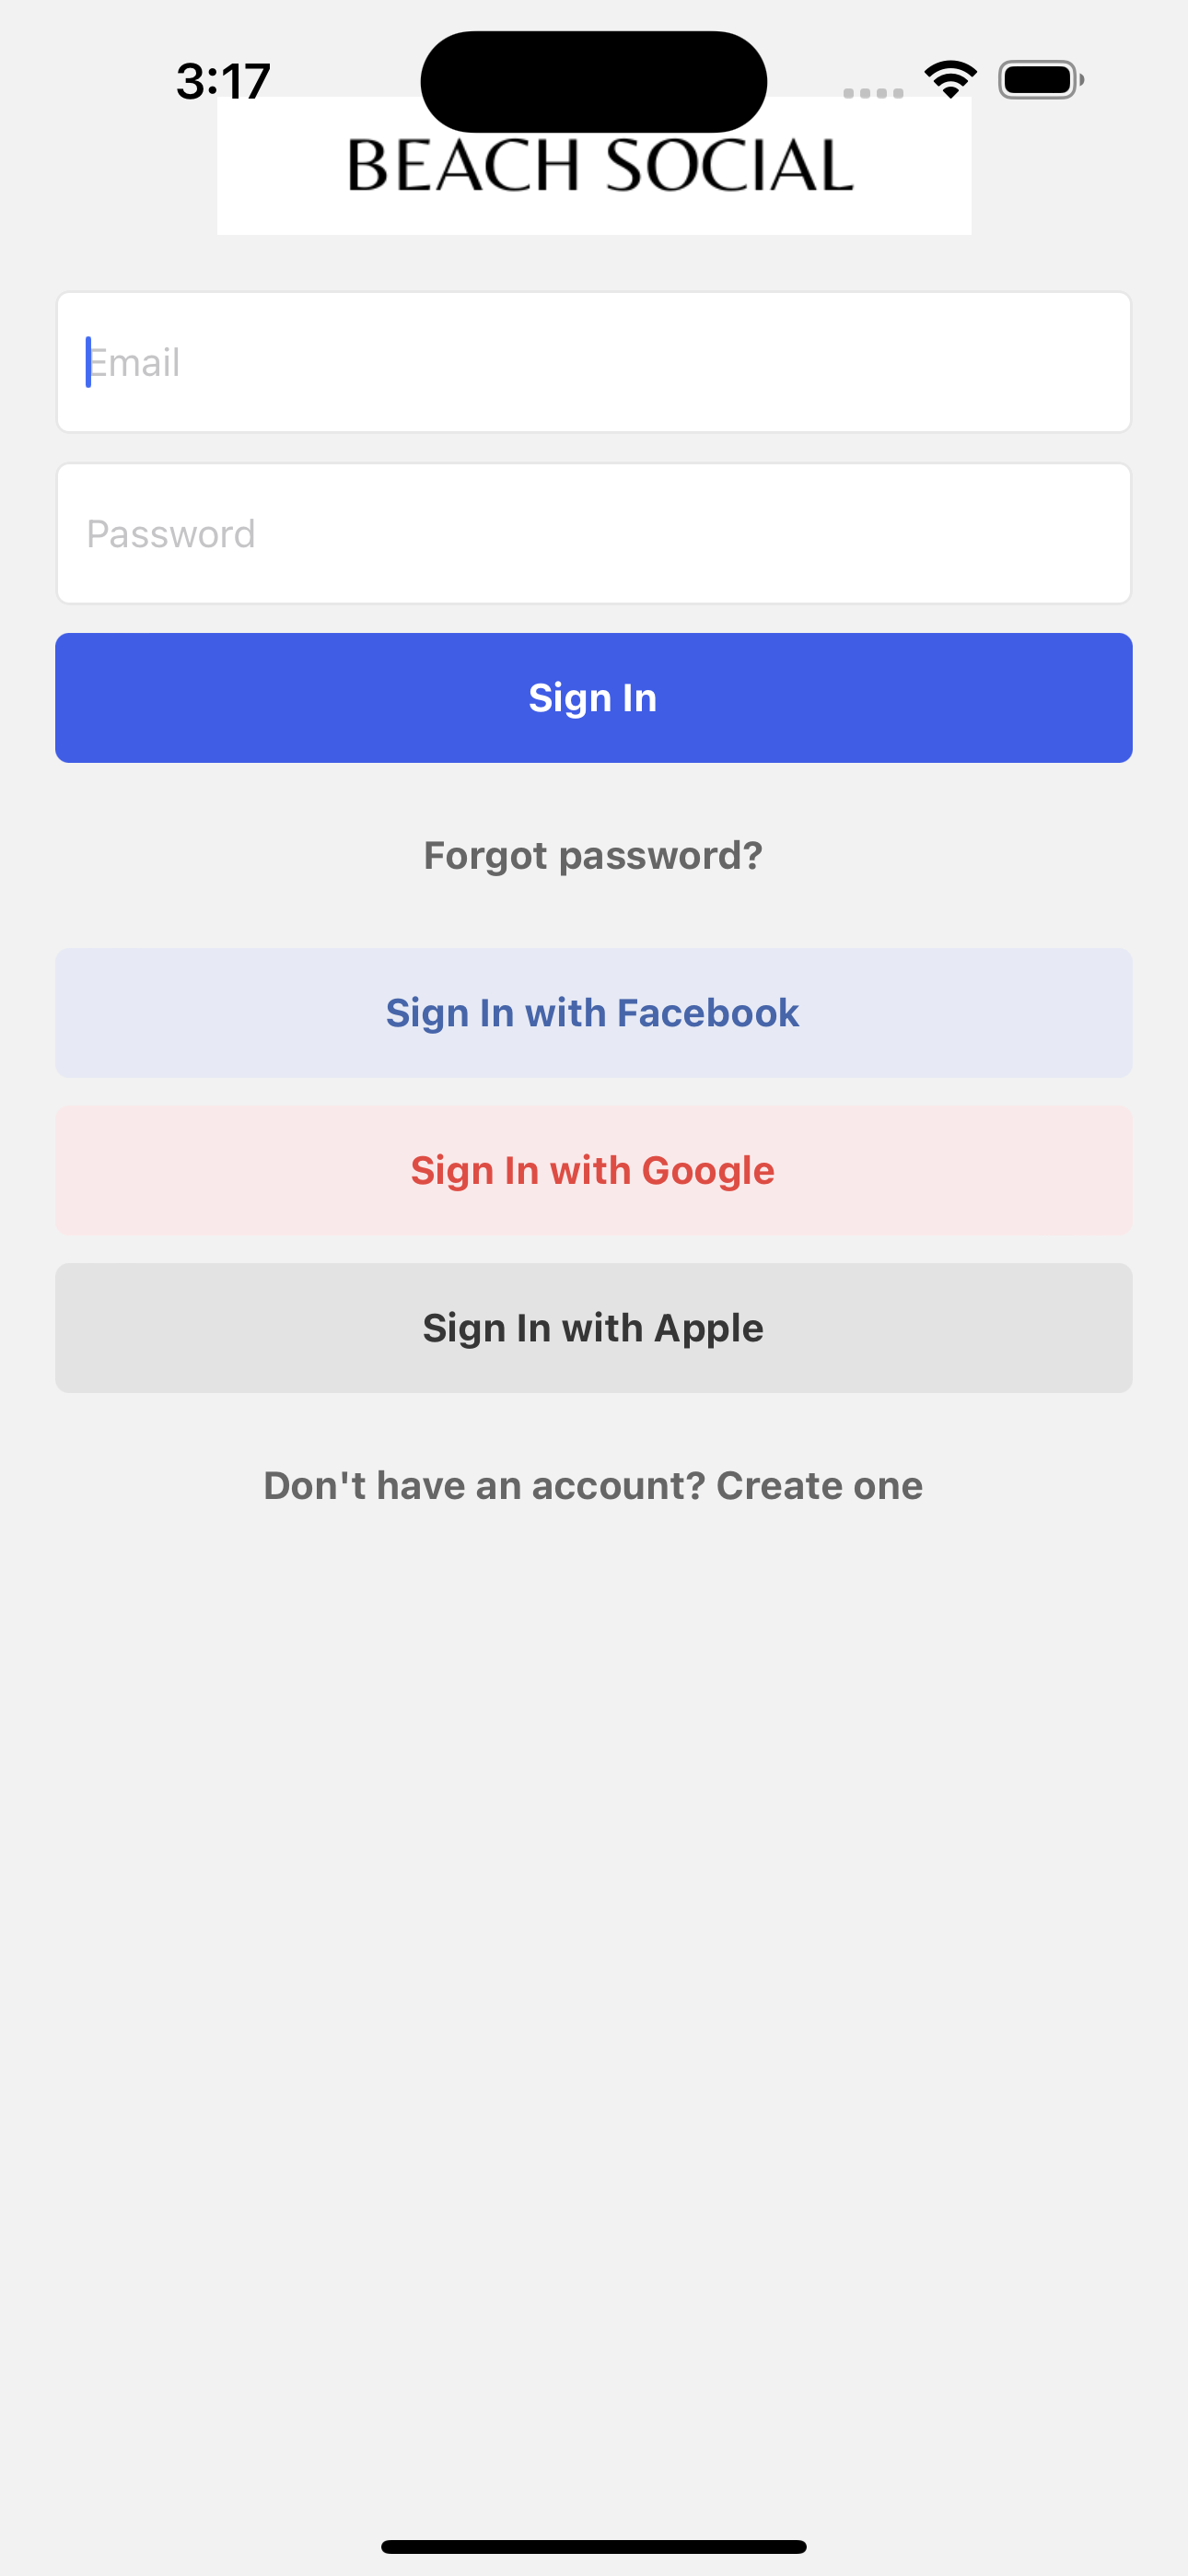 3:17
BEACH SOCIAL
Email
Password
Sign In
Forgot password?
Sign In with Facebook
Sign In with Google
Sign In with Apple
Don't have an account? Create one